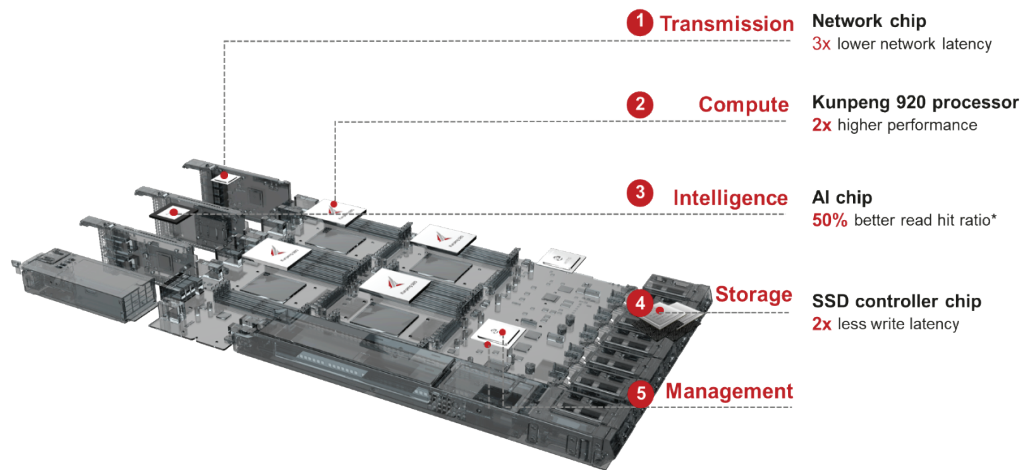 1 Transmission
Network chip
3x lower network latency
2 Compute
Kunpeng 920 processor
2x higher performance
3 Intelligence
AI chip
50% better read hit ratio*
4 Storage
SSD controller chip
2x less write latency
5 Management